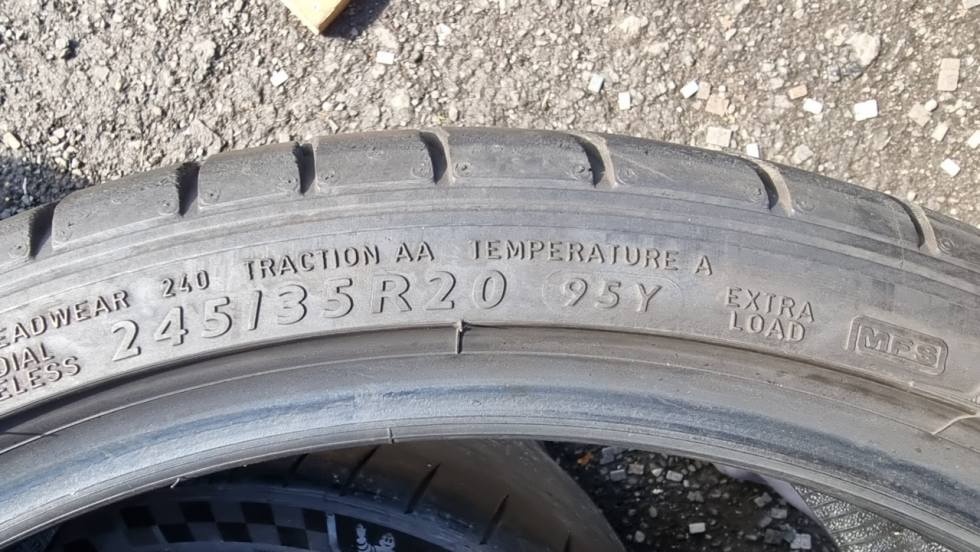 EADWEAR 240 TRACTION AA TEMPERATURE A
DIAL
ELESS
245/35R20 (95Y)
EXTRA
LOAD
MFS